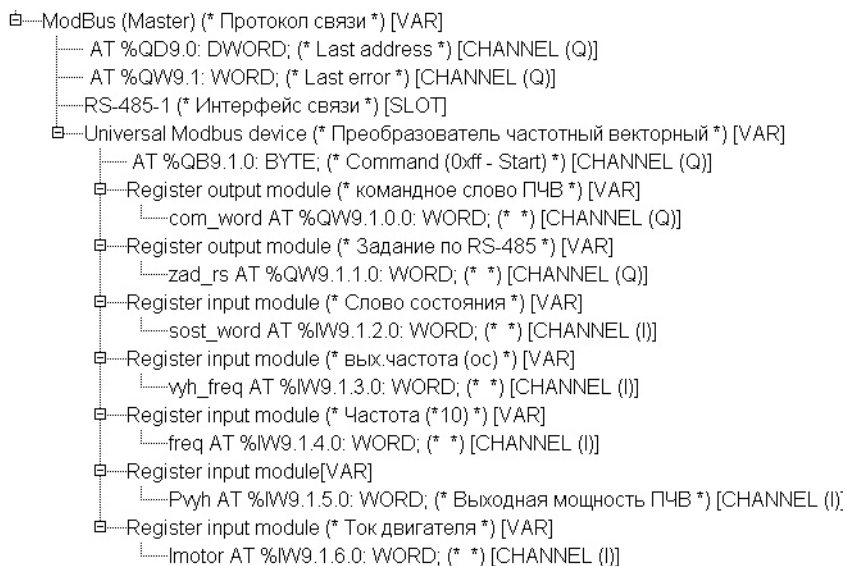 ModBus (Master) (* Протокол связи *) [VAR]
AT %QD9.0: DWORD; (* Last address *) [CHANNEL (Q)]
AT %QW9.1: WORD; (* Last error *) [CHANNEL (Q)]
RS-485-1 (* Интерфейс связи *) [SLOT]
Universal Modbus device (* Преобразователь частотный векторный *) [VAR]
AT %QB9.1.0: BYTE; (* Command (0xff - Start) *) [CHANNEL (Q)]
Register output module (* командное слово ПЧВ *) [VAR]
com_word AT %QW9.1.0.0: WORD; (* *) [CHANNEL (Q)]
Register output module (* Задание по RS-485 *) [VAR]
zad_rs AT %QW9.1.1.0: WORD; (* *) [CHANNEL (Q)]
Register input module (* Слово состояния *) [VAR]
sost_word AT %IW9.1.2.0: WORD; (* *) [CHANNEL (I)]
Register input module (* вых.частота (ос) *) [VAR]
vyh_freq AT %IW9.1.3.0: WORD; (* *) [CHANNEL (I)]
Register input module (* Частота (*10) *) [VAR]
freq AT %IW9.1.4.0: WORD; (* *) [CHANNEL (I)]
Register input module[VAR]
Pvyh AT %IW9.1.5.0: WORD; (* Выходная мощность ПЧВ *) [CHANNEL (I)]
Register input module (* Ток двигателя *) [VAR]
Imotor AT %IW9.1.6.0: WORD; (* *) [CHANNEL (I)]